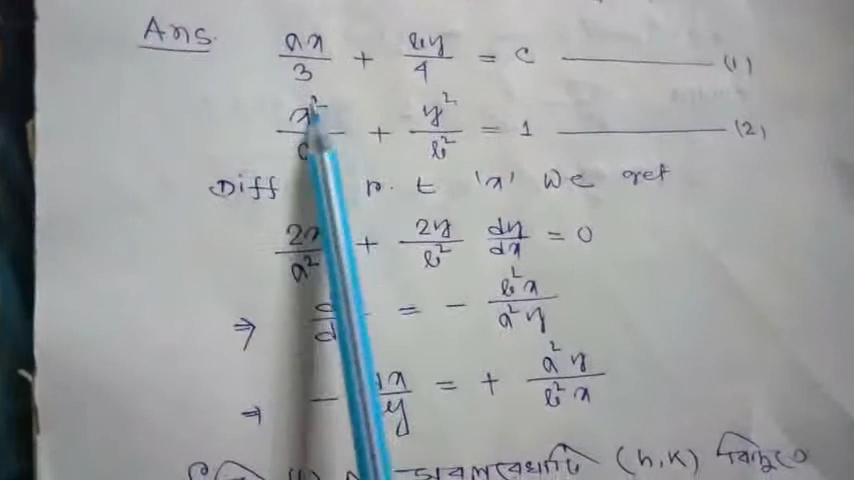 Ans.
ax/3 + by/4 = c ——— (1)
x²/ + y²/b² = 1 ——— (2)
Diff r. t 'x' We get
2x/a² + 2y/b² dy/dx = 0
⇒ = - b²x/a²y
⇒ - x/y = + a²y/b²x
(h,k) বিন্দুতে